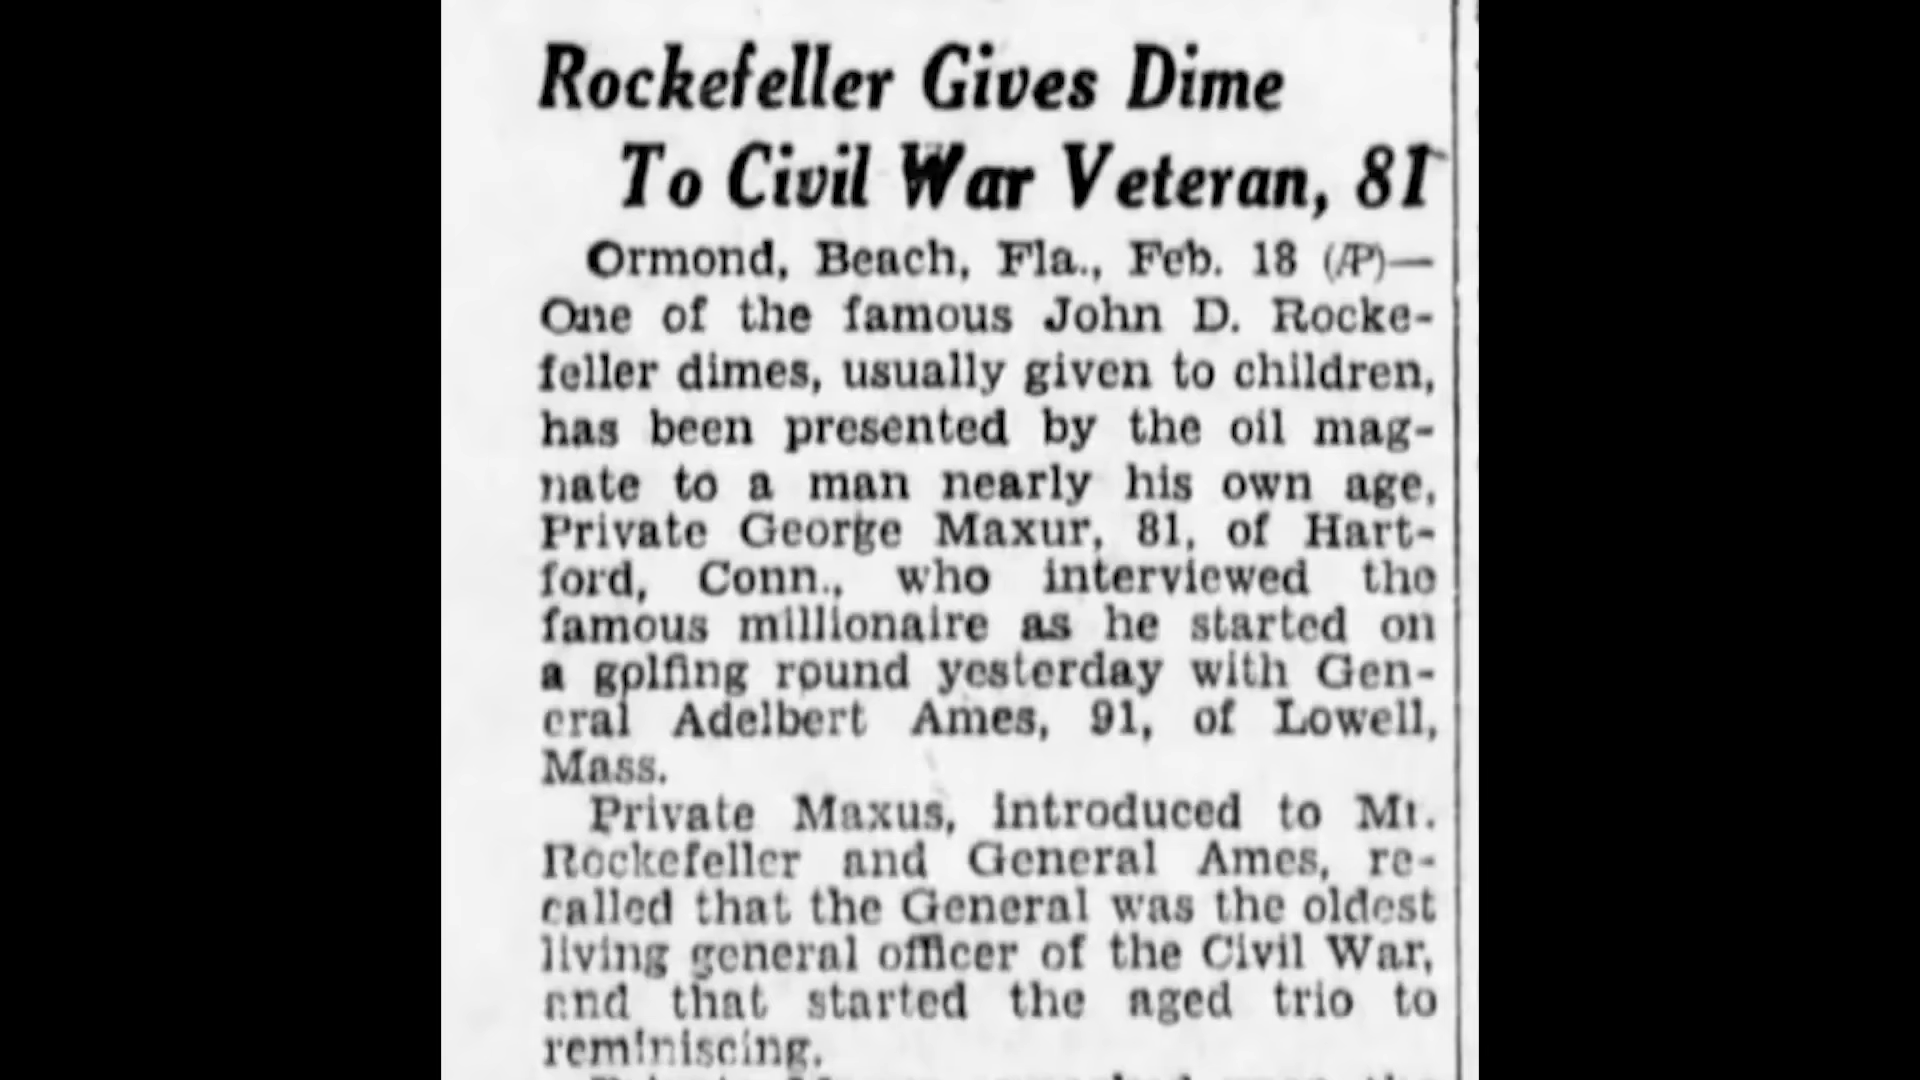 Rockefeller Gives Dime
To Civil War Veteran, 81
Ormond, Beach, Fla., Feb. 18 (AP)—
One of the famous John D. Rocke-
feller dimes, usually given to children,
has been presented by the oil mag-
nate to a man nearly his own age,
Private George Maxur, 81, of Hart-
ford, Conn., who interviewed the
famous millionaire as he started on
a golfing round yesterday with Gen-
eral Adelbert Ames, 91, of Lowell,
Mass.
Private Maxus, introduced to Mr.
Rockefeller and General Ames, re-
called that the General was the oldest
living general officer of the Civil War,
and that started the aged trio to
reminiscing.